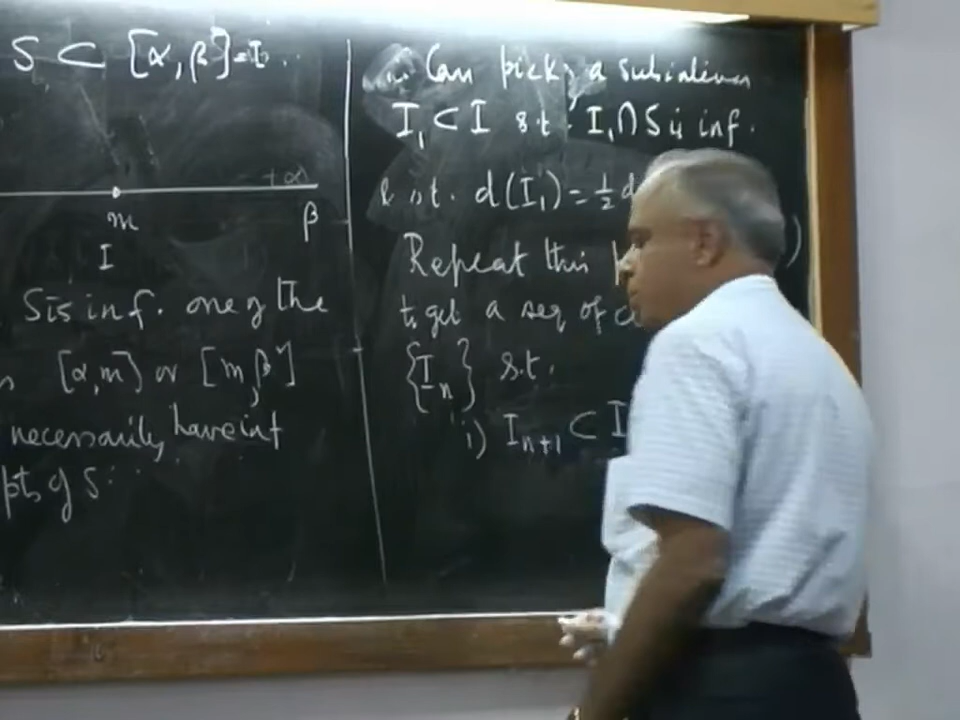 S ⊂ [α, β] = I.
m
β
I
S is inf. one of the
[α, m] or [m, β]
necessarily have inf
pts of S.
∴ Can pick a subinterval
I₁ ⊂ I s.t. I₁ ∩ S is inf.
& s.t. d(I₁) = ½ d
Repeat this
to get a seq of
{Iₙ} s.t.
i) Iₙ₊₁ ⊂ I